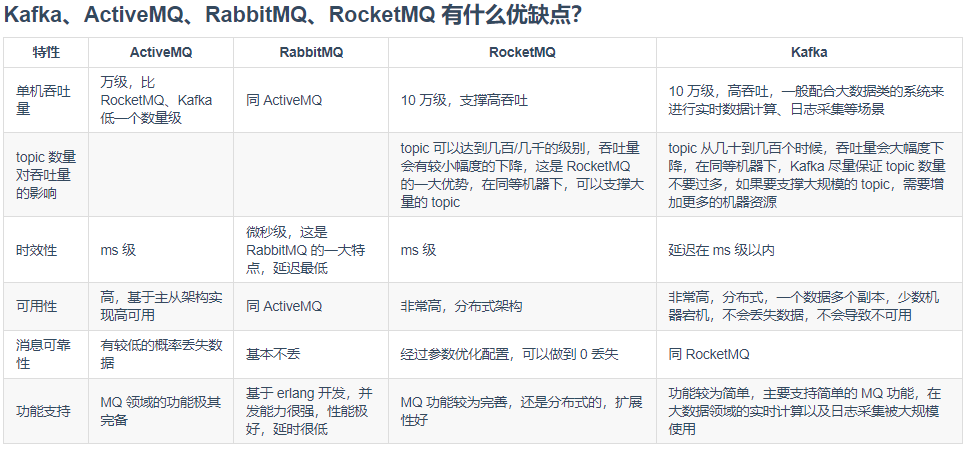 Kafka、ActiveMQ、RabbitMQ、RocketMQ 有什么优缺点？
特性
ActiveMQ
RabbitMQ
RocketMQ
Kafka
单机吞吐
量
万级，比
RocketMQ、Kafka
低一个数量级
同 ActiveMQ
10 万级，支撑高吞吐
10 万级，高吞吐，一般配合大数据类的系统来
进行实时数据计算、日志采集等场景
topic 数量
对吞吐量
的影响
topic 可以达到几百/几千的级别，吞吐量
会有较小幅度的下降，这是 RocketMQ
的一大优势，在同等机器下，可以支撑大
量的 topic
topic 从几十到几百个时候，吞吐量会大幅度下
降，在同等机器下，Kafka 尽量保证 topic 数量
不要过多，如果要支撑大规模的 topic，需要增
加更多的机器资源
时效性
ms 级
微秒级，这是
RabbitMQ 的一大特
点，延迟最低
ms 级
延迟在 ms 级以内
可用性
高，基于主从架构实
现高可用
同 ActiveMQ
非常高，分布式架构
非常高，分布式，一个数据多个副本，少数机
器宕机，不会丢失数据，不会导致不可用
消息可靠
性
有较低的概率丢失数
据
基本不丢
经过参数优化配置，可以做到 0 丢失
同 RocketMQ
功能支持
MQ 领域的功能极其
完备
基于 erlang 开发，并
发能力很强，性能极
好，延时很低
MQ 功能较为完善，还是分布式的，扩展
性好
功能较为简单，主要支持简单的 MQ 功能，在
大数据领域的实时计算以及日志采集被大规模
使用